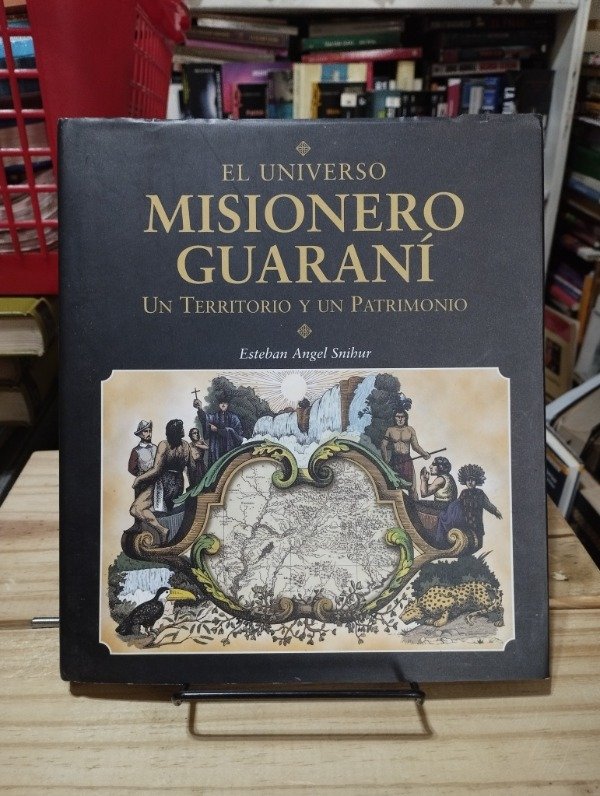 EL UNIVERSO
MISIONERO
GUARANÍ
UN TERRITORIO Y UN PATRIMONIO
Esteban Angel Snihur